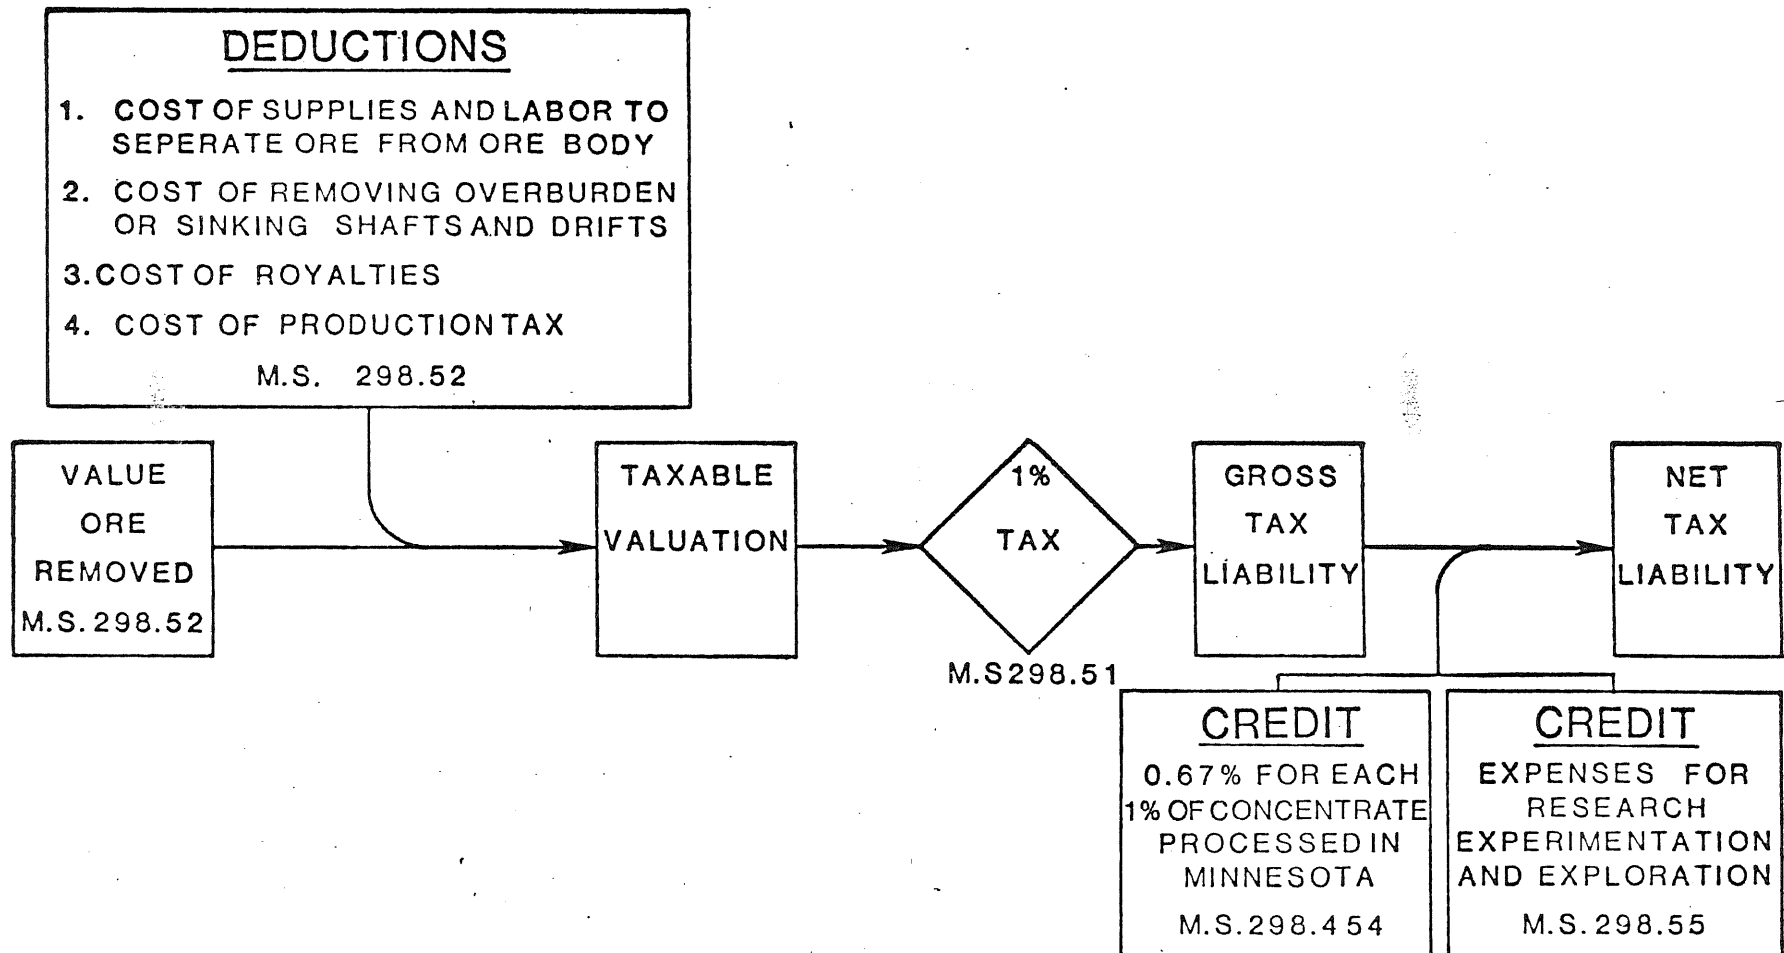 DEDUCTIONS
1. COST OF SUPPLIES AND LABOR TO
SEPERATE ORE FROM ORE BODY
2. COST OF REMOVING OVERBURDEN
OR SINKING SHAFTS AND DRIFTS
3. COST OF ROYALTIES
4. COST OF PRODUCTION TAX
M.S. 298.52
VALUE
ORE
REMOVED
M.S. 298.52
TAXABLE
VALUATION
1%
TAX
M.S 298.51
GROSS
TAX
LIABILITY
NET
TAX
LIABILITY
CREDIT
0.67% FOR EACH
1% OF CONCENTRATE
PROCESSED IN
MINNESOTA
M.S. 298.454
CREDIT
EXPENSES FOR
RESEARCH
EXPERIMENTATION
AND EXPLORATION
M.S. 298.55